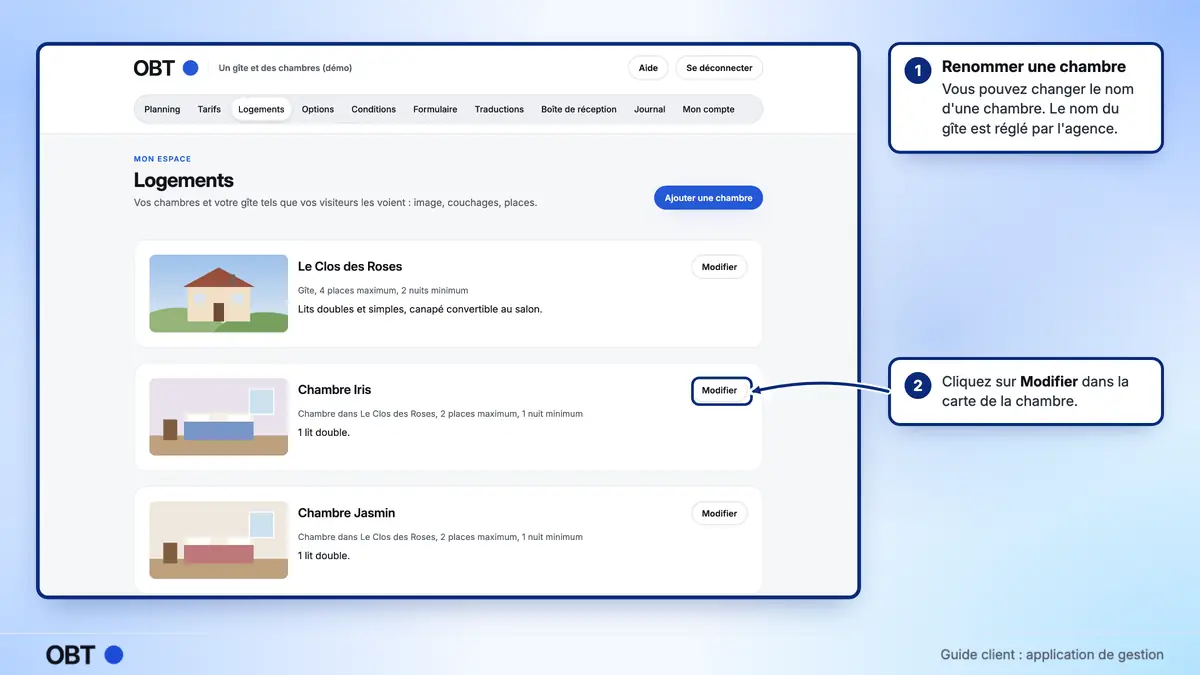 OBT
Un gîte et des chambres (démo)
Aide
Se déconnecter
Planning
Tarifs
Logements
Options
Conditions
Formulaire
Traductions
Boîte de réception
Journal
Mon compte
MON ESPACE
Logements
Vos chambres et votre gîte tels que vos visiteurs les voient : image, couchages, places.
Ajouter une chambre
Le Clos des Roses
Modifier
Gîte, 4 places maximum, 2 nuits minimum
Lits doubles et simples, canapé convertible au salon.
Chambre Iris
Modifier
Chambre dans Le Clos des Roses, 2 places maximum, 1 nuit minimum
1 lit double.
Chambre Jasmin
Modifier
Chambre dans Le Clos des Roses, 2 places maximum, 1 nuit minimum
1 lit double.
1
Renommer une chambre
Vous pouvez changer le nom
d'une chambre. Le nom du
gîte est réglé par l'agence.
2
Cliquez sur Modifier dans la
carte de la chambre.
OBT
Guide client : application de gestion